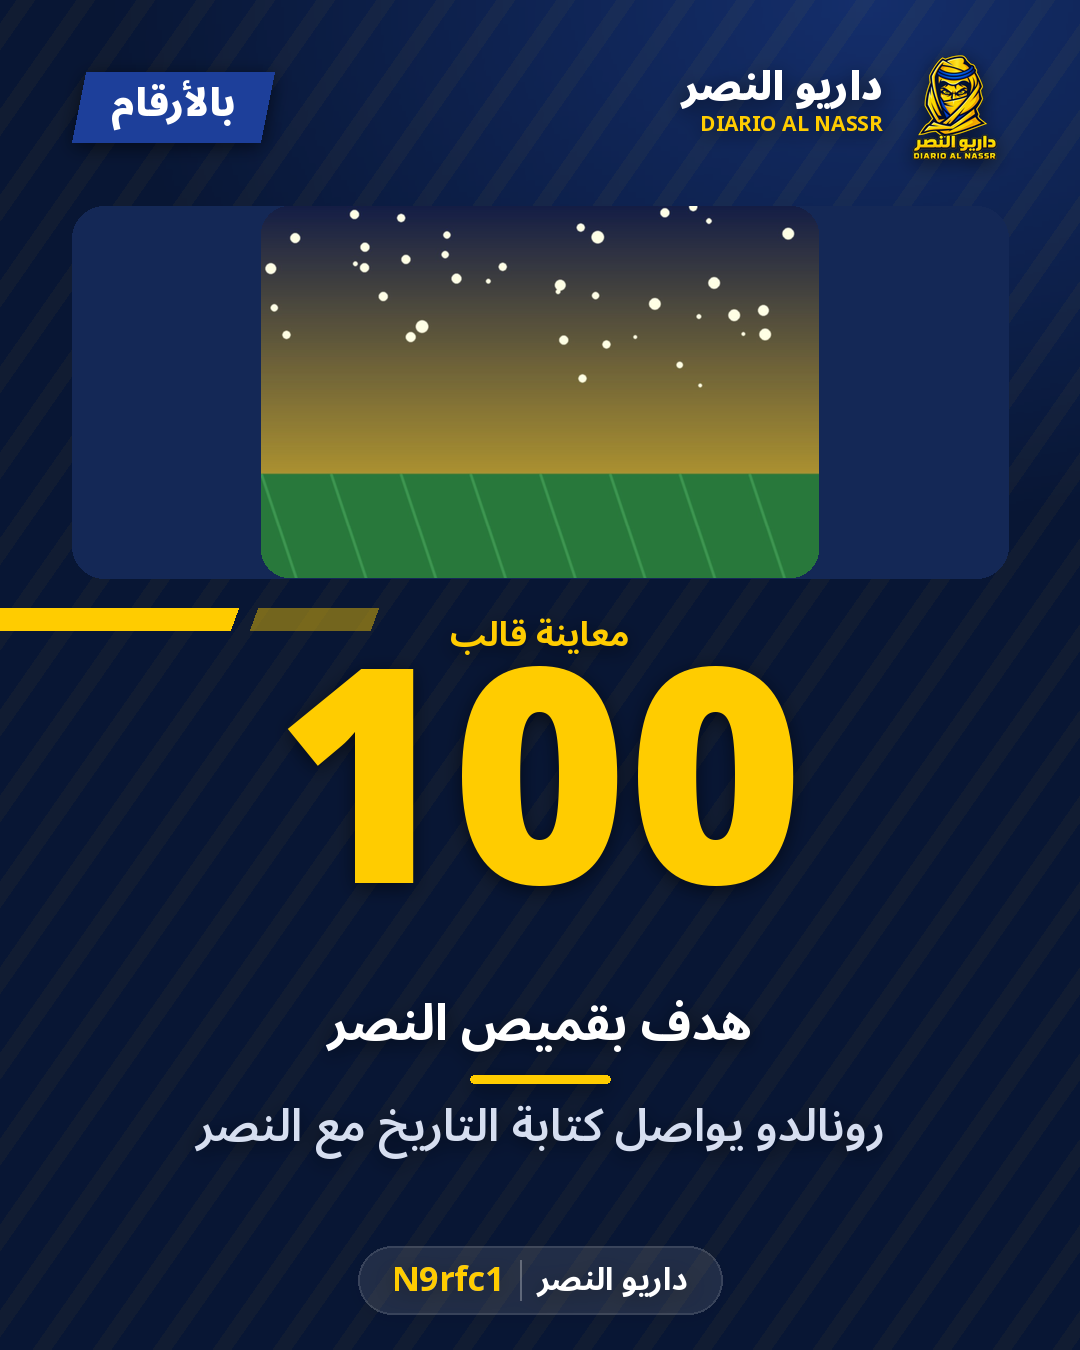 داريو النصر
DIARIO AL NASSR
داريو النصر
DIARIO AL NASSR
بالأرقام
معاينة قالب
100
هدف بقميص النصر
رونالدو يواصل كتابة التاريخ مع النصر
داريو النصر
N9rfc1